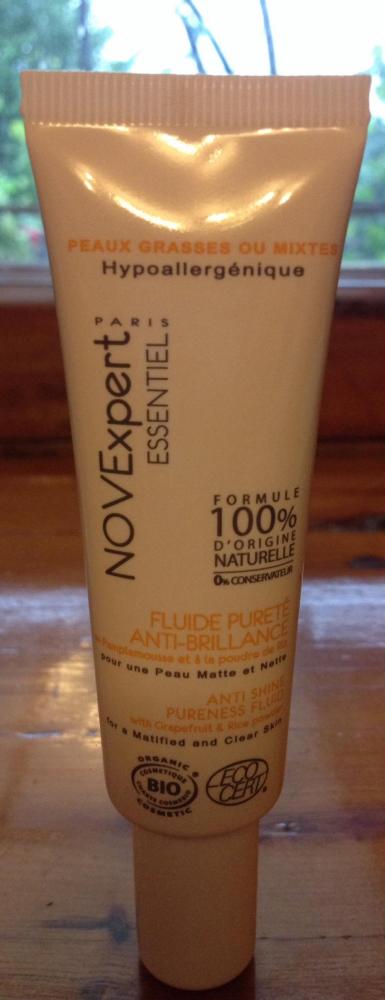 PEAUX GRASSES OU MIXTES
Hypoallergénique
PARIS
NOVExpert
ESSENTIEL
FORMULE
100%
D'ORIGINE
NATURELLE
0% CONSERVATEUR
FLUIDE PURETÉ
ANTI-BRILLANCE
Pamplemousse et à la poudre de
pour une Peau Matte et Nette
ANTI SHINE
PURENESS FLUID
with Grapefruit & Rice powder
for a Matified and Clear Skin
ORGANIC
COSMETIQUE
BIO
COSMETIC
ECO
CERT